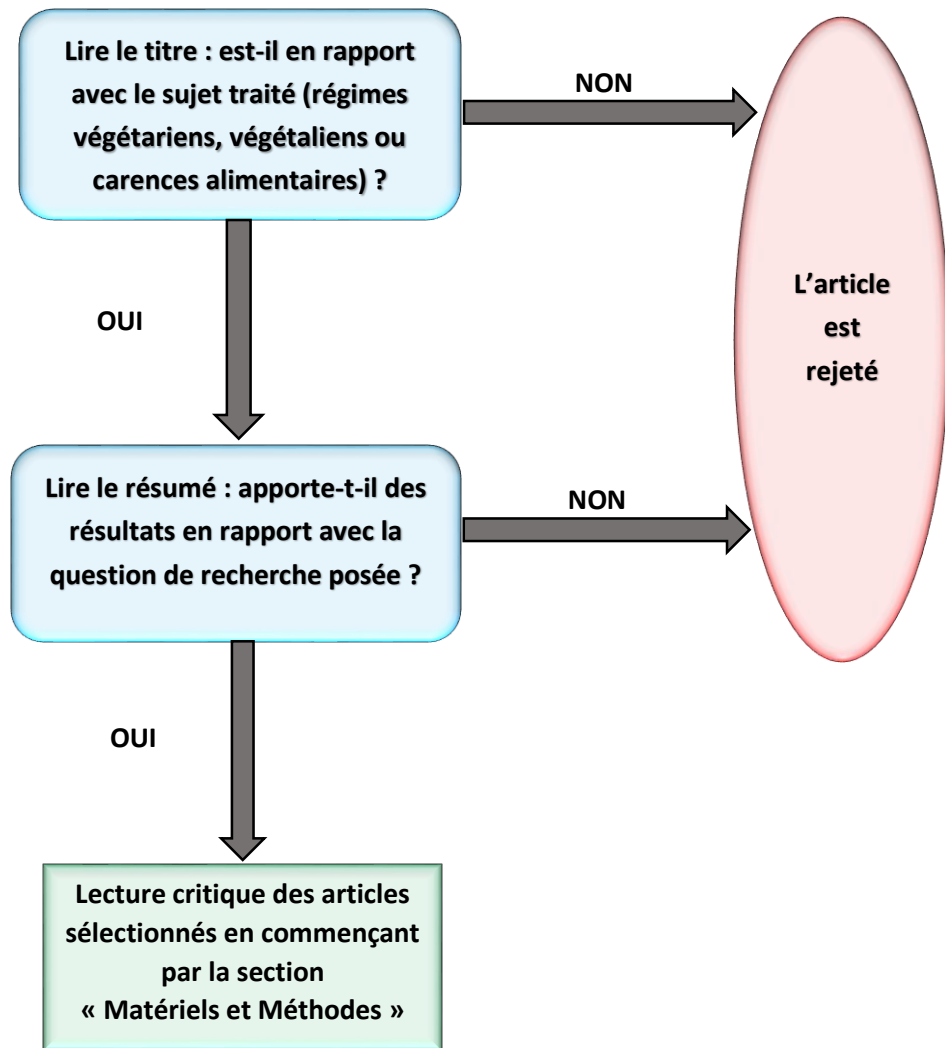 Lire le titre : est-il en rapport
avec le sujet traité (régimes
végétariens, végétaliens ou
carences alimentaires) ?
NON
L’article
est
rejeté
OUI
Lire le résumé : apporte-t-il des
résultats en rapport avec la
question de recherche posée ?
NON
OUI
Lecture critique des articles
sélectionnés en commençant
par la section
« Matériels et Méthodes »